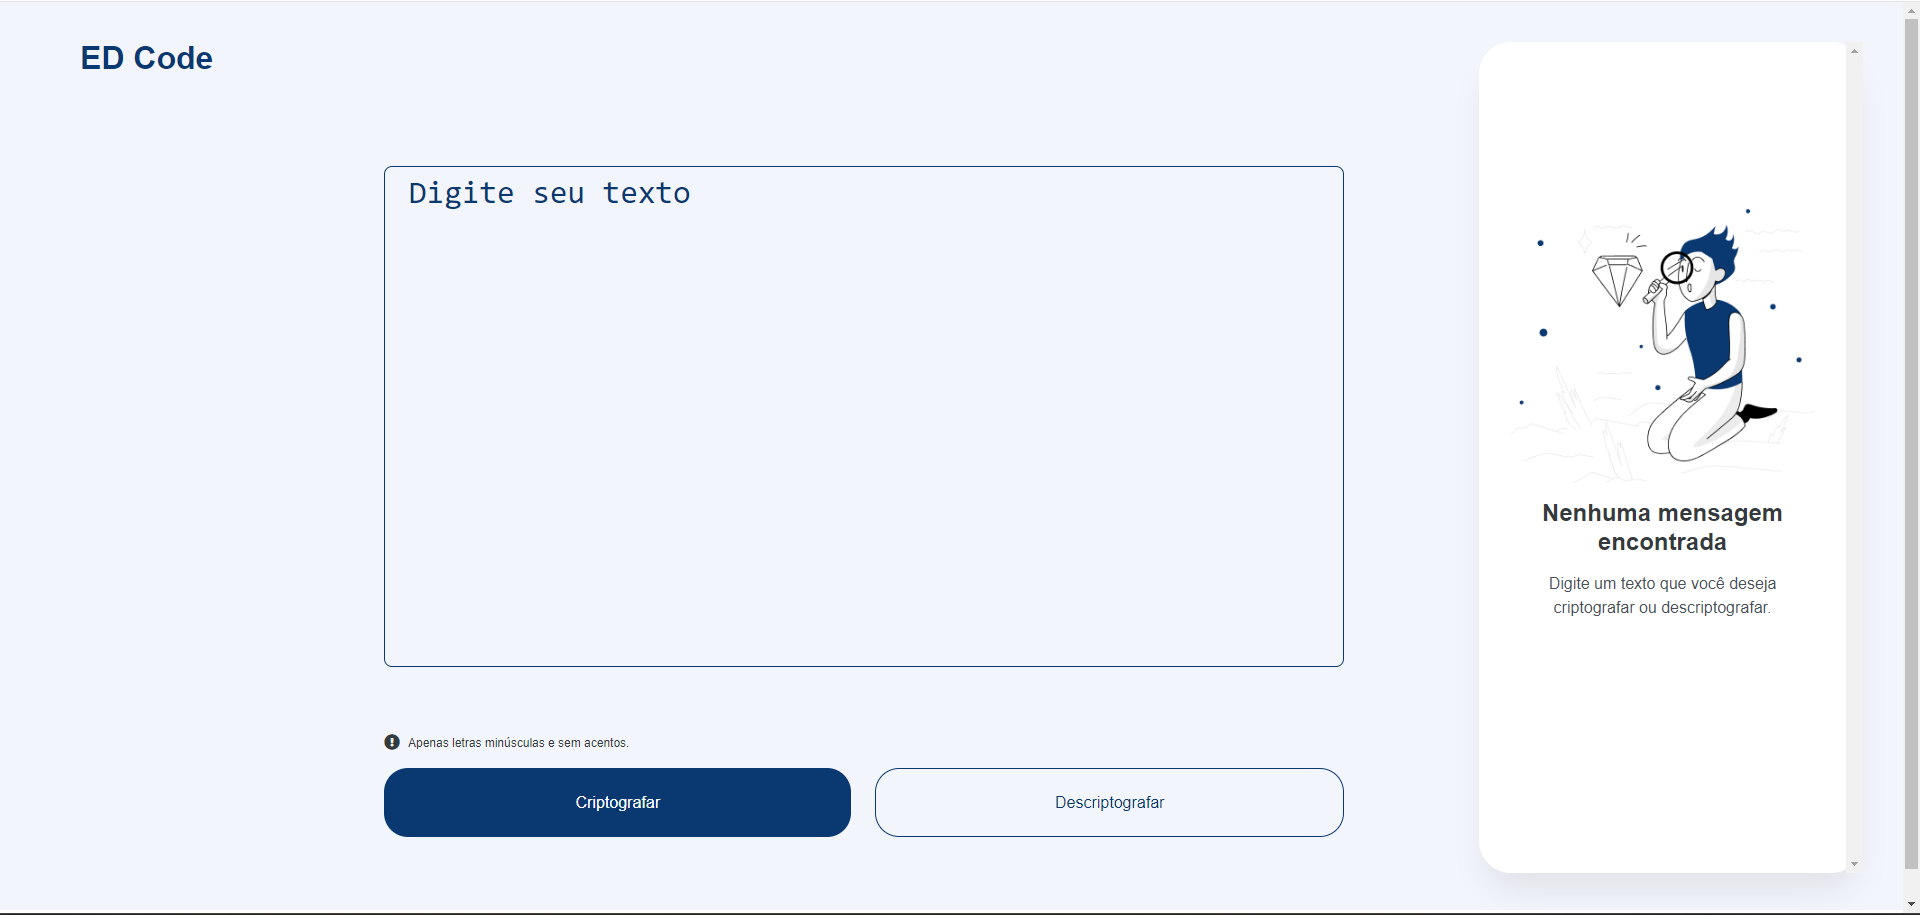 ED Code
Digite seu texto
Apenas letras minúsculas e sem acentos.
Criptografar
Descriptografar
Nenhuma mensagem
encontrada
Digite um texto que você deseja
criptografar ou descriptografar.